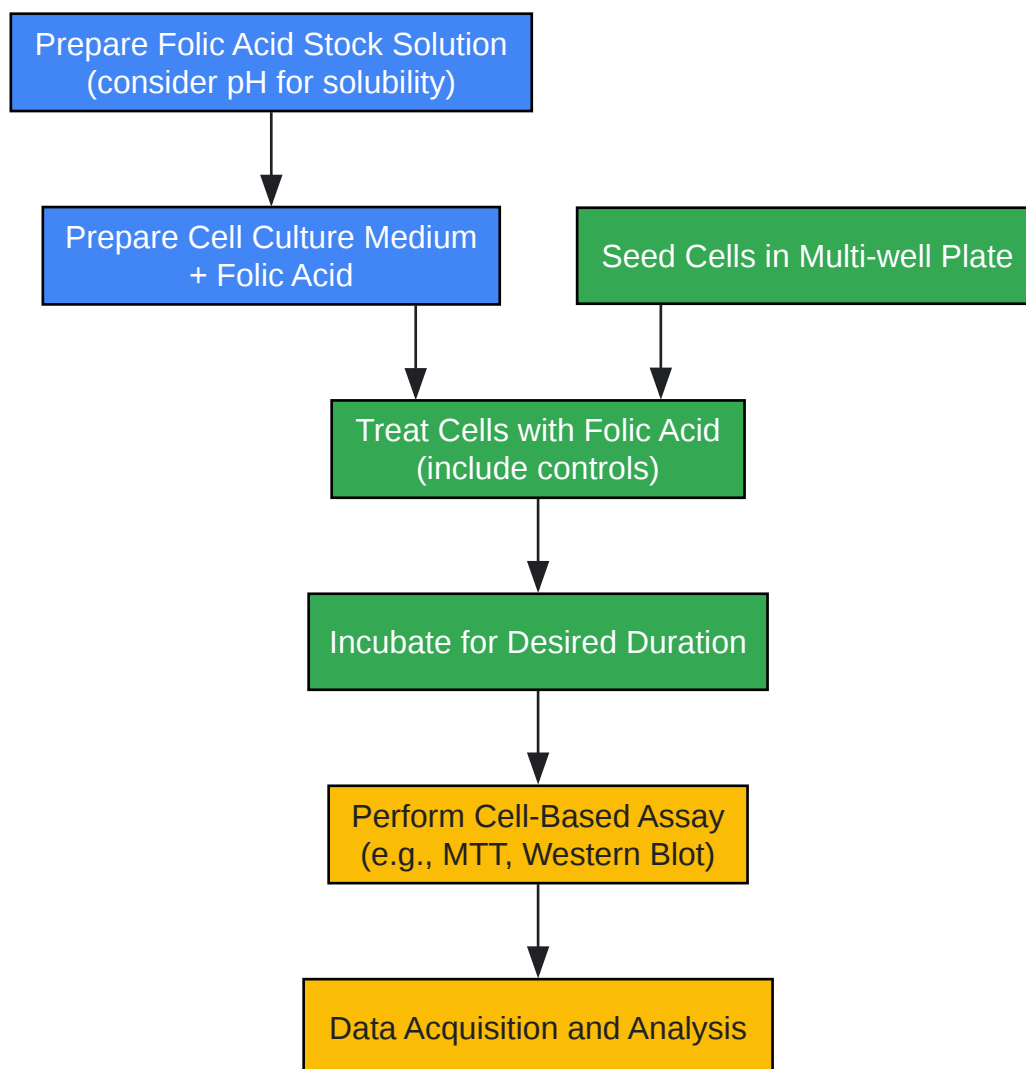 Prepare Folic Acid Stock Solution
(consider pH for solubility)
Prepare Cell Culture Medium
+ Folic Acid
Seed Cells in Multi-well Plate
Treat Cells with Folic Acid
(include controls)
Incubate for Desired Duration
Perform Cell-Based Assay
(e.g., MTT, Western Blot)
Data Acquisition and Analysis